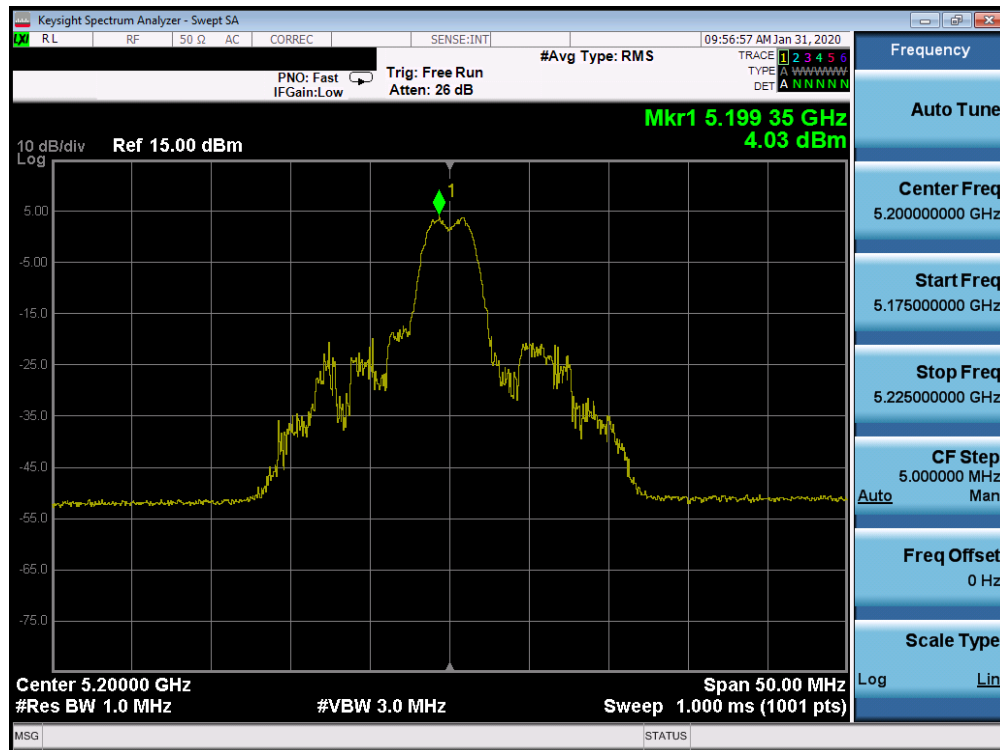 Keysight Spectrum Analyzer - Swept SA
LXI RL RF 50 Ω AC CORREC SENSE:INT 09:56:57 AM Jan 31, 2020
PNO: Fast
IFGain:Low
Trig: Free Run
Atten: 26 dB
#Avg Type: RMS
TRACE 1 2 3 4 5 6
TYPE A WWWWW
DET A N N N N N
Mkr1 5.199 35 GHz
4.03 dBm
10 dB/div Ref 15.00 dBm
Log
1
5.00
-5.00
-15.0
-25.0
-35.0
-45.0
-55.0
-65.0
-75.0
Center 5.20000 GHz Span 50.00 MHz
#Res BW 1.0 MHz #VBW 3.0 MHz Sweep 1.000 ms (1001 pts)
MSG STATUS
Frequency
Auto Tune
Center Freq
5.200000000 GHz
Start Freq
5.175000000 GHz
Stop Freq
5.225000000 GHz
CF Step
5.000000 MHz
Auto Man
Freq Offset
0 Hz
Scale Type
Log Lin